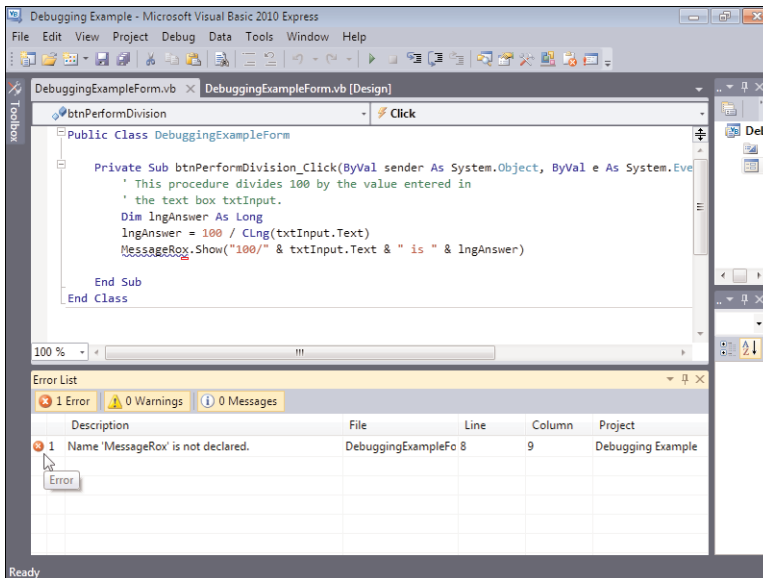 Debugging Example - Microsoft Visual Basic 2010 Express
File Edit View Project Debug Data Tools Window Help
Toolbox
DebuggingExampleForm.vb DebuggingExampleForm.vb [Design]
btnPerformDivision Click
Public Class DebuggingExampleForm
Private Sub btnPerformDivision_Click(ByVal sender As System.Object, ByVal e As System.Eve
' This procedure divides 100 by the value entered in
' the text box txtInput.
Dim lngAnswer As Long
lngAnswer = 100 / CLng(txtInput.Text)
MessageRox.Show("100/" & txtInput.Text & " is " & lngAnswer)
End Sub
End Class
100 %
Error List
1 Error 0 Warnings 0 Messages
Description File Line Column Project
1 Name 'MessageRox' is not declared. DebuggingExampleFo 8 9 Debugging Example
Error
Ready